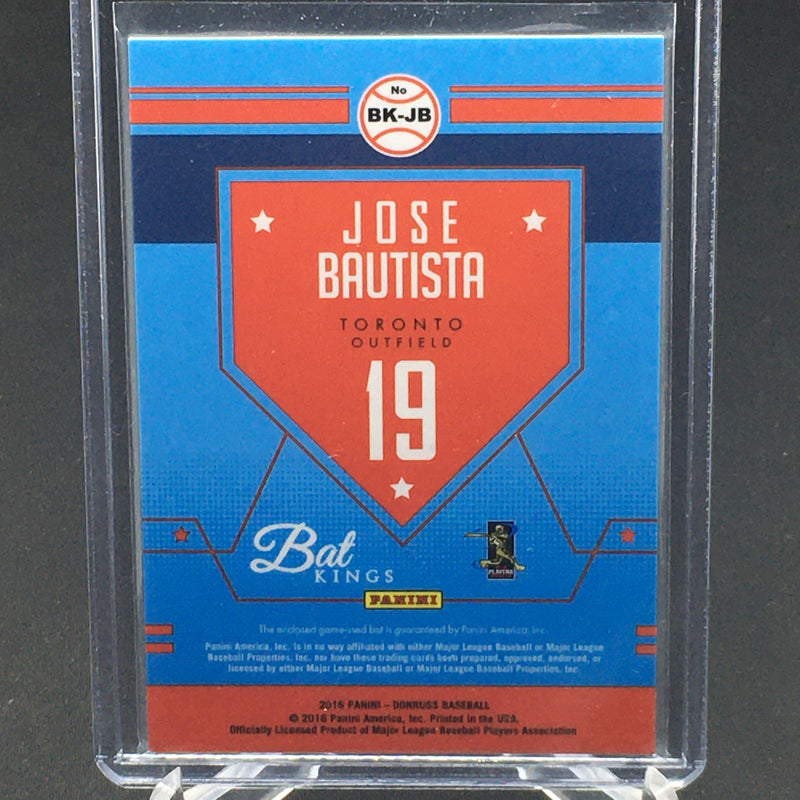 No
BK-JB
JOSE
BAUTISTA
TORONTO
OUTFIELD
19
Bat
KINGS
PLAYERS
PANINI
The enclosed game-used bat is guaranteed by Panini America, Inc.
Panini America, Inc. is in no way affiliated with either Major League Baseball or Major League
Baseball Properties, Inc. nor have these trading cards been prepared, approved, endorsed, or
licensed by either Major League Baseball or Major League Baseball Properties, Inc.
2016 PANINI – DONRUSS BASEBALL
© 2016 Panini America, Inc. Printed in the USA.
Officially Licensed Product of Major League Baseball Players Association